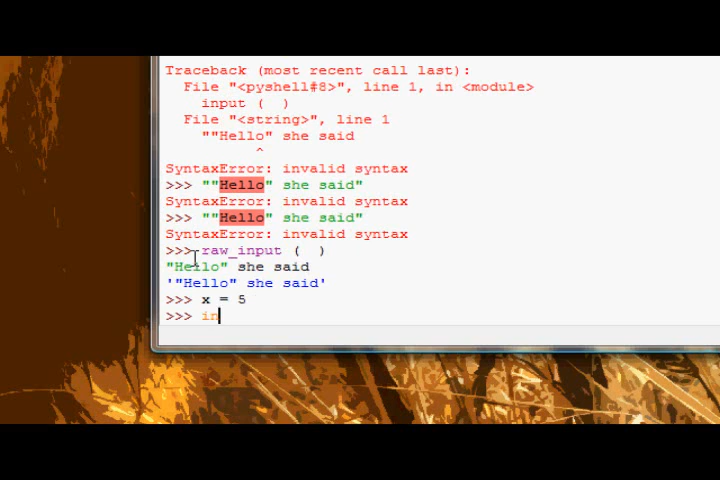 Traceback (most recent call last):
File "<pyshell#8>", line 1, in <module>
input (  )
File "<string>", line 1
""Hello" she said
^
SyntaxError: invalid syntax
>>> ""Hello" she said"
SyntaxError: invalid syntax
>>> ""Hello" she said"
SyntaxError: invalid syntax
>>> raw_input (  )
"Hello" she said
'"Hello" she said'
>>> x = 5
>>> in